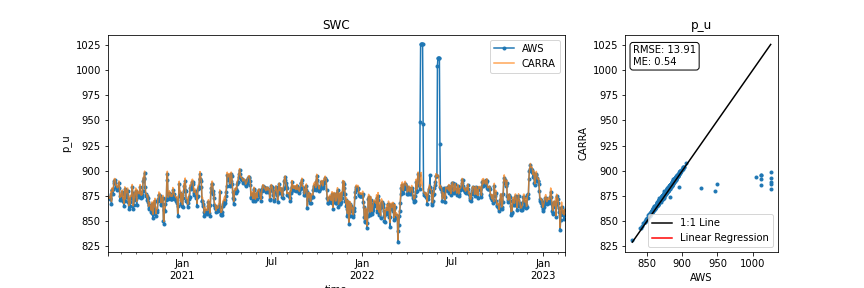 SWC
p_u
1025
1000
975
950
925
900
875
850
825
AWS
CARRA
Jan
2021
Jul
Jan
2022
Jul
Jan
2023
time
p_u
CARRA
1025
1000
975
950
925
900
875
850
825
RMSE: 13.91
ME: 0.54
1:1 Line
Linear Regression
850
900
950
1000
AWS